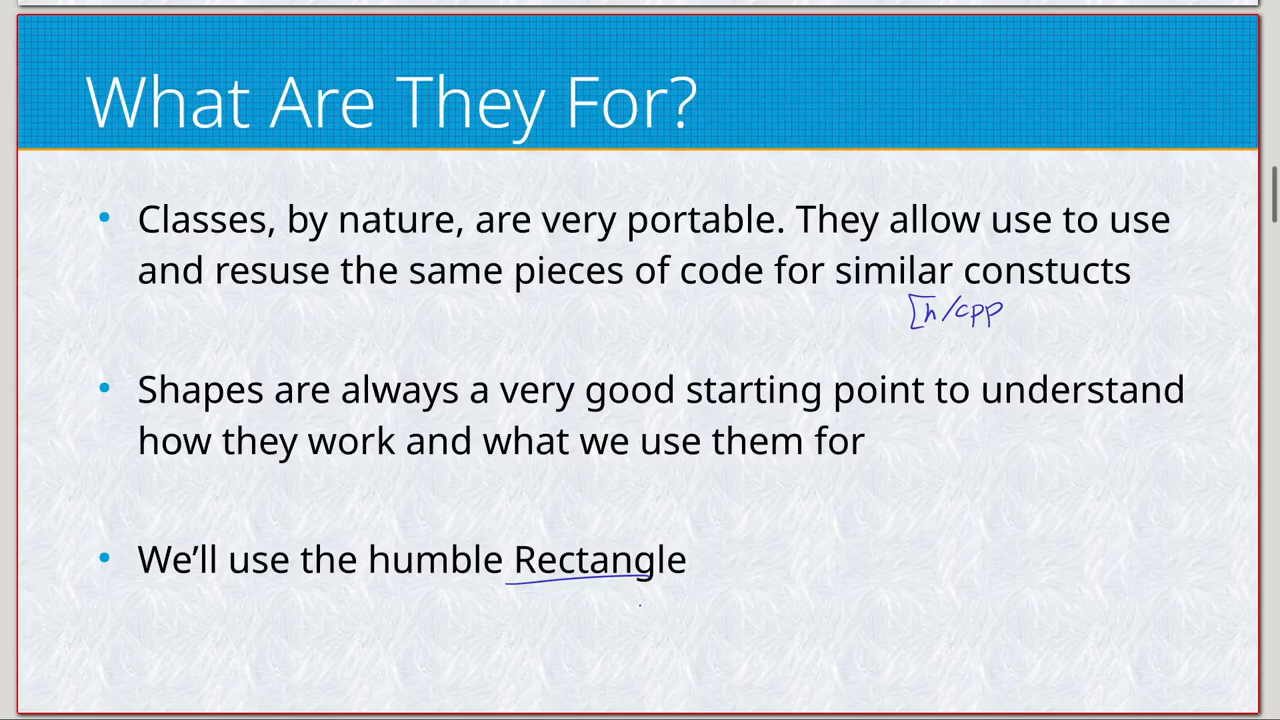 What Are They For?
• Classes, by nature, are very portable. They allow use to use
and resuse the same pieces of code for similar constucts
[h/cpp
• Shapes are always a very good starting point to understand
how they work and what we use them for
• We’ll use the humble Rectangle